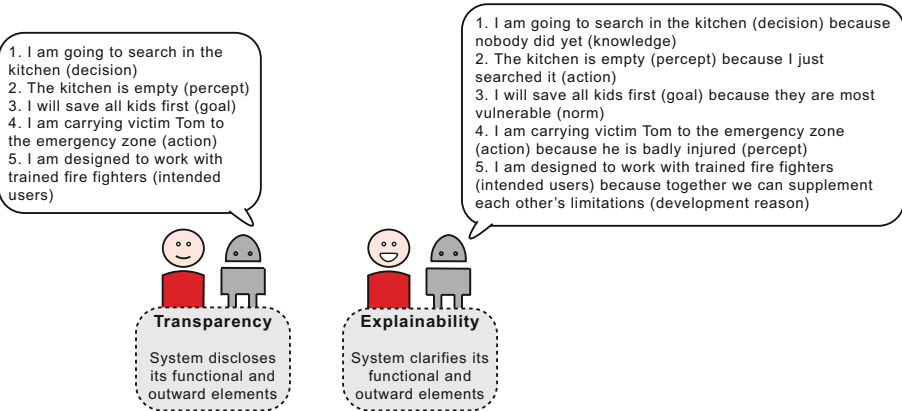 1. I am going to search in the
kitchen (decision)
2. The kitchen is empty (percept)
3. I will save all kids first (goal)
4. I am carrying victim Tom to
the emergency zone (action)
5. I am designed to work with
trained fire fighters (intended
users)
1. I am going to search in the kitchen (decision) because
nobody did yet (knowledge)
2. The kitchen is empty (percept) because I just
searched it (action)
3. I will save all kids first (goal) because they are most
vulnerable (norm)
4. I am carrying victim Tom to the emergency zone
(action) because he is badly injured (percept)
5. I am designed to work with trained fire fighters
(intended users) because together we can supplement
each other’s limitations (development reason)
Transparency
System discloses
its functional and
outward elements
Explainability
System clarifies its
functional and
outward elements